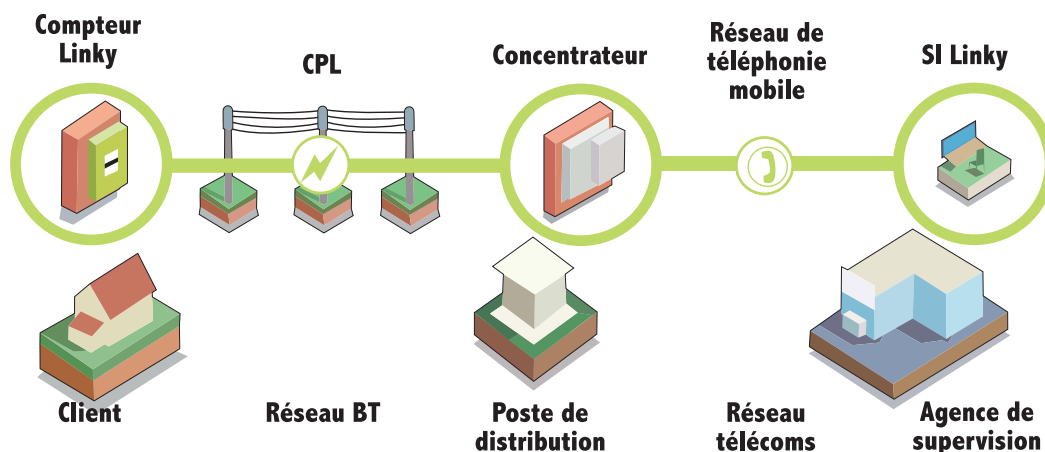 Compteur
Linky
CPL
Concentrateur
Réseau de
téléphonie
mobile
SI Linky
Client
Réseau BT
Poste de
distribution
Réseau
télécoms
Agence de
supervision